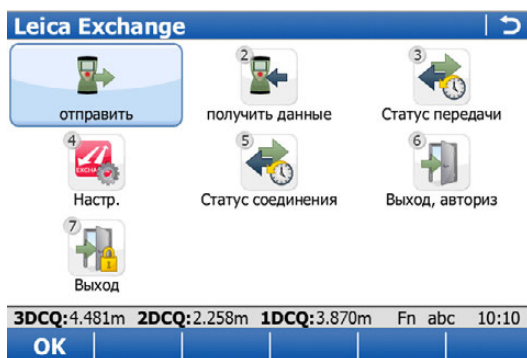 Leica Exchange
отправить
2
получить данные
3
Статус передачи
4
EXCHA
Настр.
5
Статус соединения
6
Выход, авториз
7
Выход
3DCQ:4.481m 2DCQ:2.258m 1DCQ:3.870m Fn abc 10:10
OK